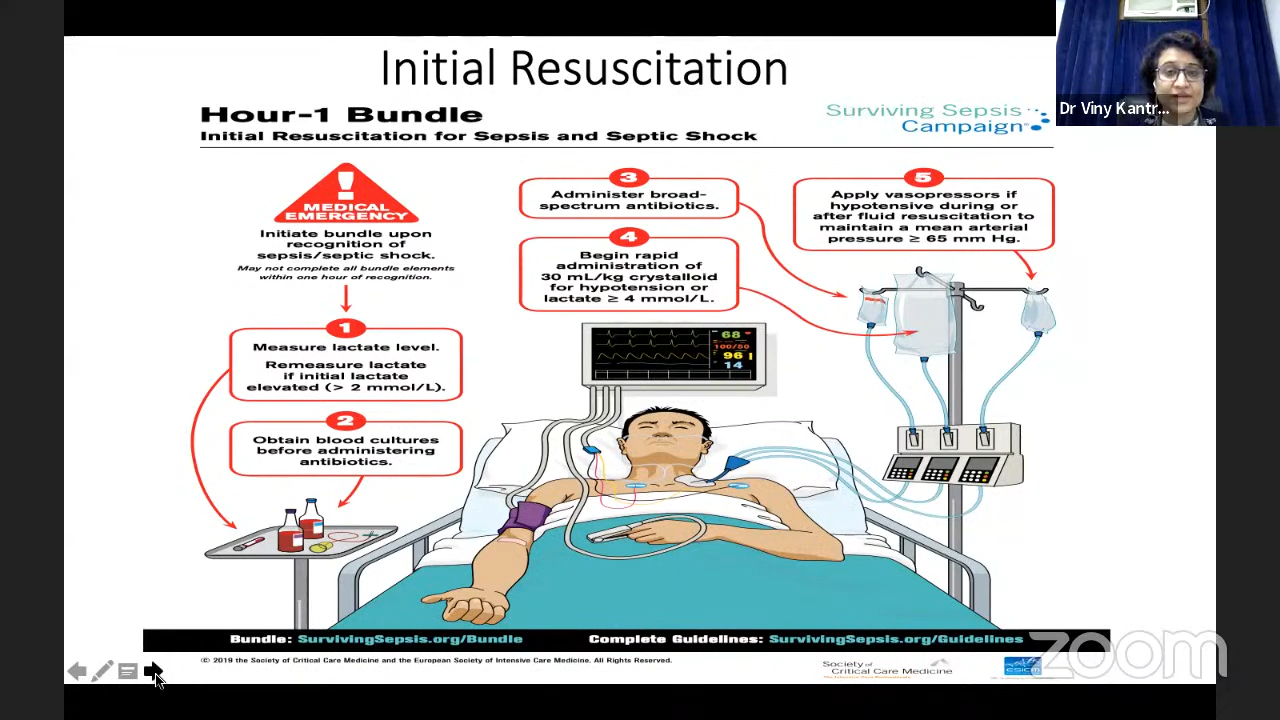 Initial Resuscitation
Hour-1 Bundle
Initial Resuscitation for Sepsis and Septic Shock
Surviving Sepsis
Campaign
Dr Viny Kantr...
MEDICAL
EMERGENCY
Initiate bundle upon
recognition of
sepsis/septic shock.
May not complete all bundle elements
within one hour of recognition.
1
Measure lactate level.
Remeasure lactate
if initial lactate
elevated (> 2 mmol/L).
2
Obtain blood cultures
before administering
antibiotics.
3
Administer broad-
spectrum antibiotics.
4
Begin rapid
administration of
30 mL/kg crystalloid
for hypotension or
lactate ≥ 4 mmol/L.
5
Apply vasopressors if
hypotensive during or
after fluid resuscitation to
maintain a mean arterial
pressure ≥ 65 mm Hg.
68
100/50
96
14
Bundle: SurvivingSepsis.org/Bundle
Complete Guidelines: SurvivingSepsis.org/Guidelines
© 2019 the Society of Critical Care Medicine and the European Society of Intensive Care Medicine. All Rights Reserved.
Society of
Critical Care Medicine
The Intensive Care Professionals
ESICM
zoom